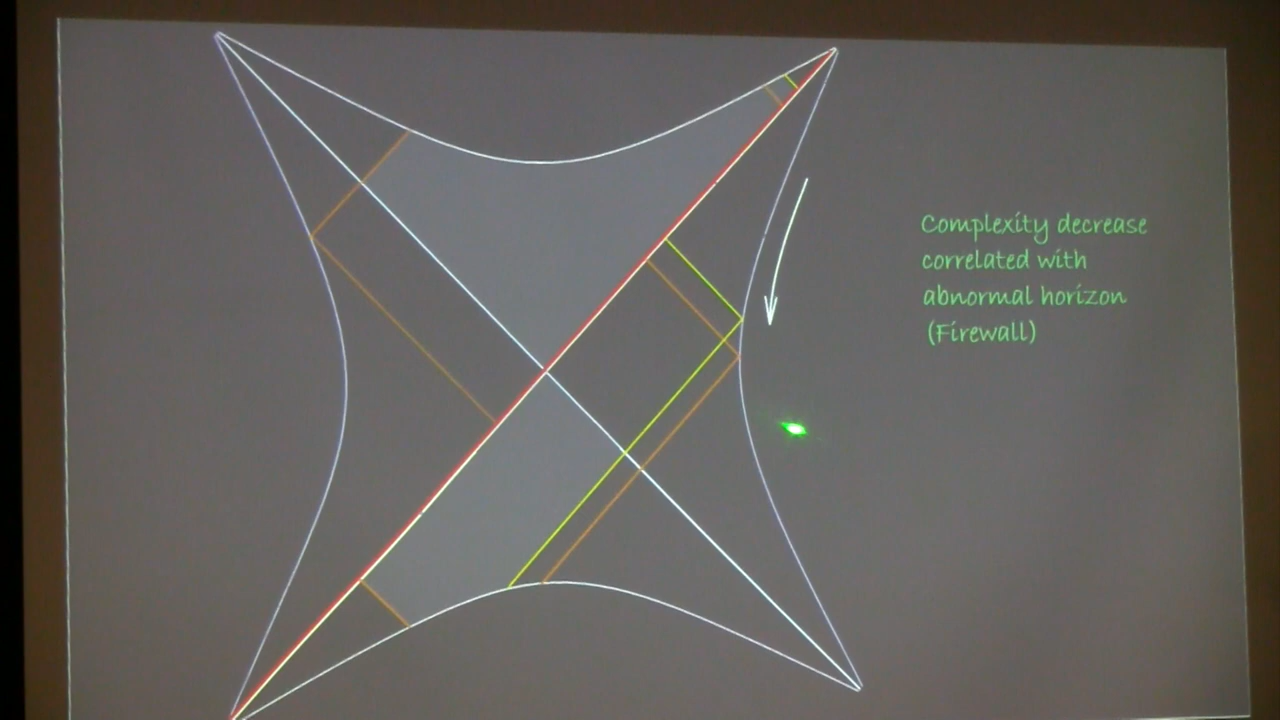 Complexity decrease
correlated with
abnormal horizon
(Firewall)